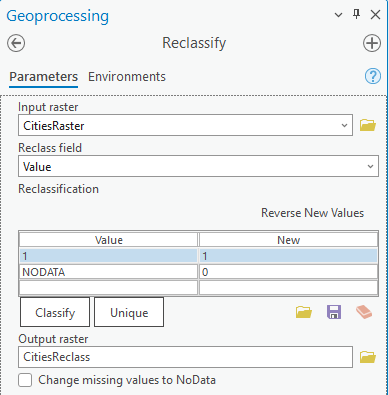 Geoprocessing
Reclassify
Parameters Environments
Input raster
CitiesRaster
Reclass field
Value
Reclassification
Reverse New Values
Value New
1 1
NODATA 0
Classify Unique
Output raster
CitiesReclass
Change missing values to NoData